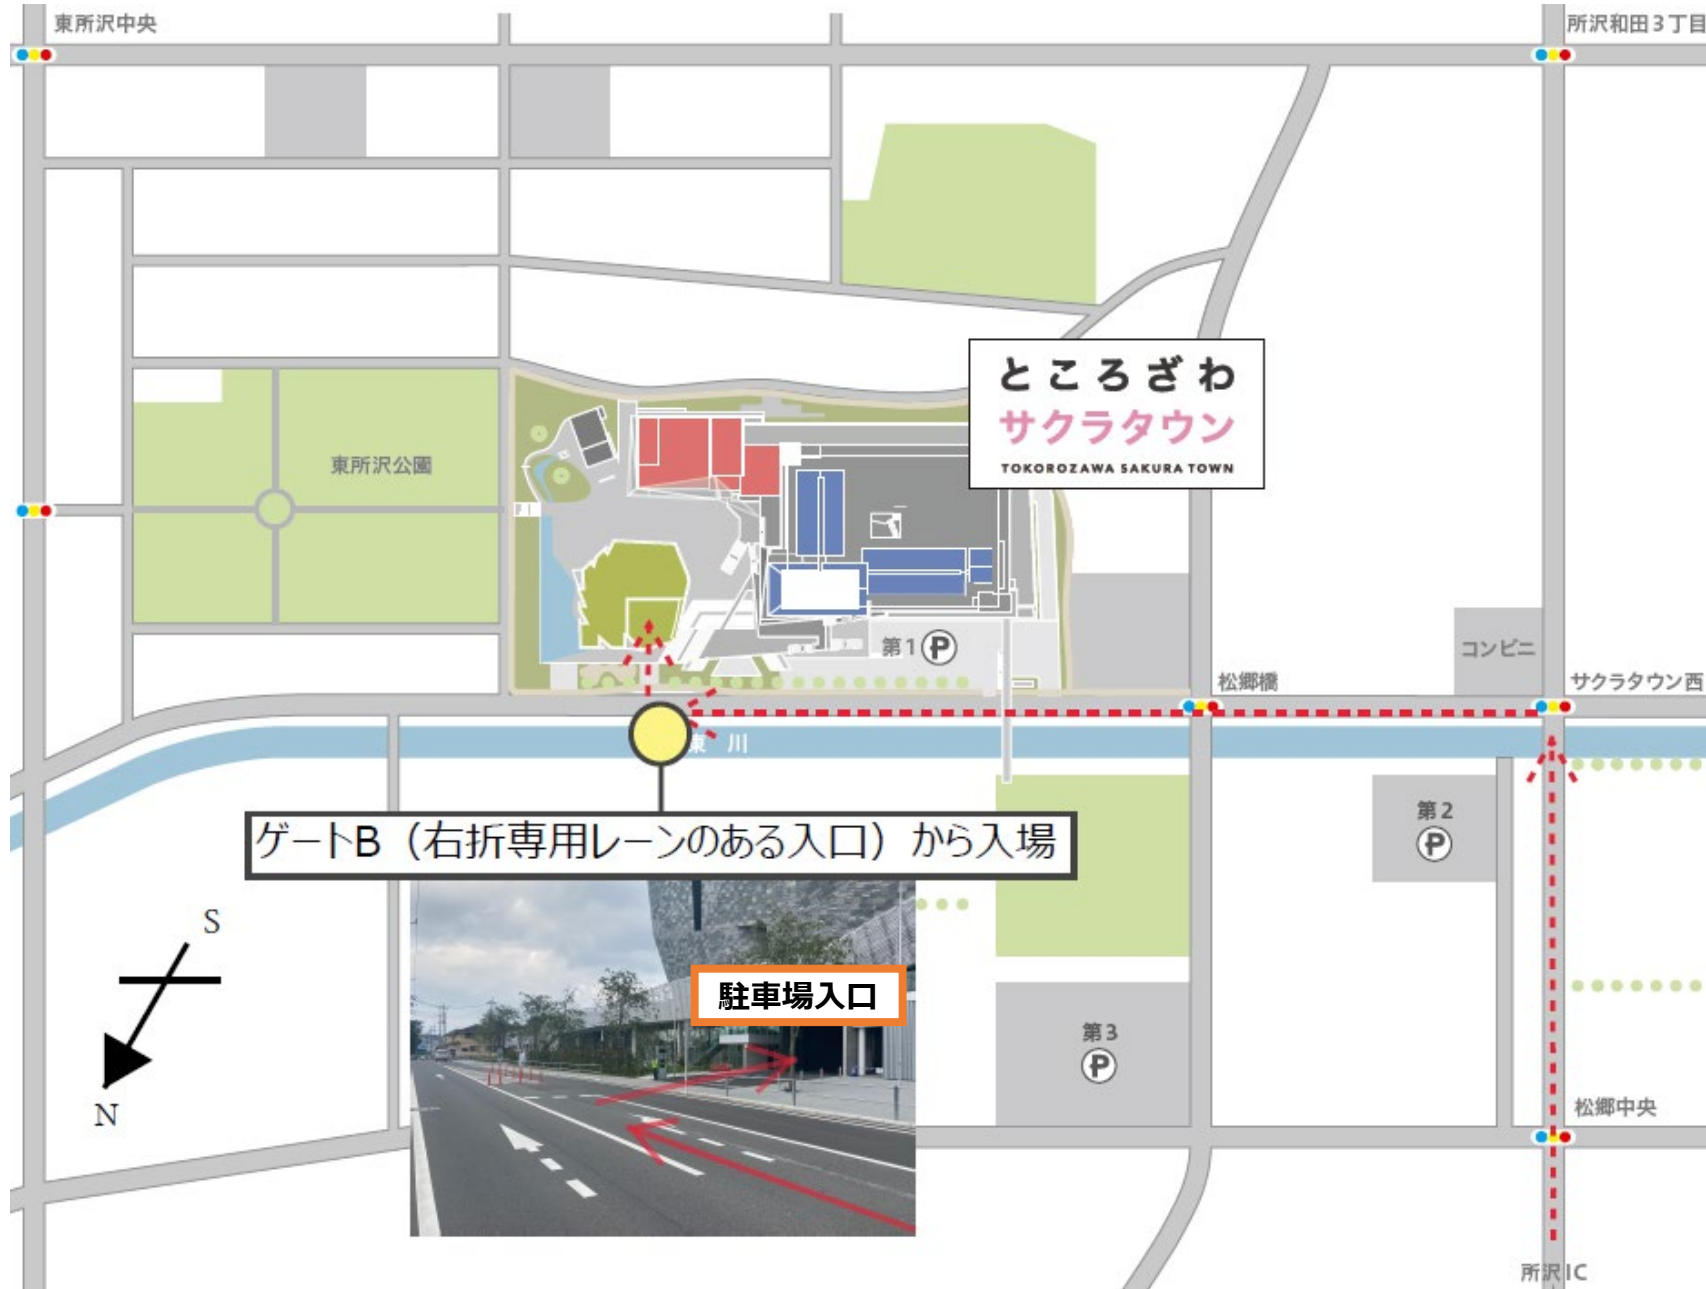 東所沢中央
所沢和田3丁目
ところざわ
サクラタウン
TOKOROZAWA SAKURA TOWN
東所沢公園
第1 P
コンビニ
松郷橋
サクラタウン西
東 川
第2
P
ゲートB（右折専用レーンのある入口）から入場
S
駐車場入口
第3
P
N
松郷中央
所沢IC